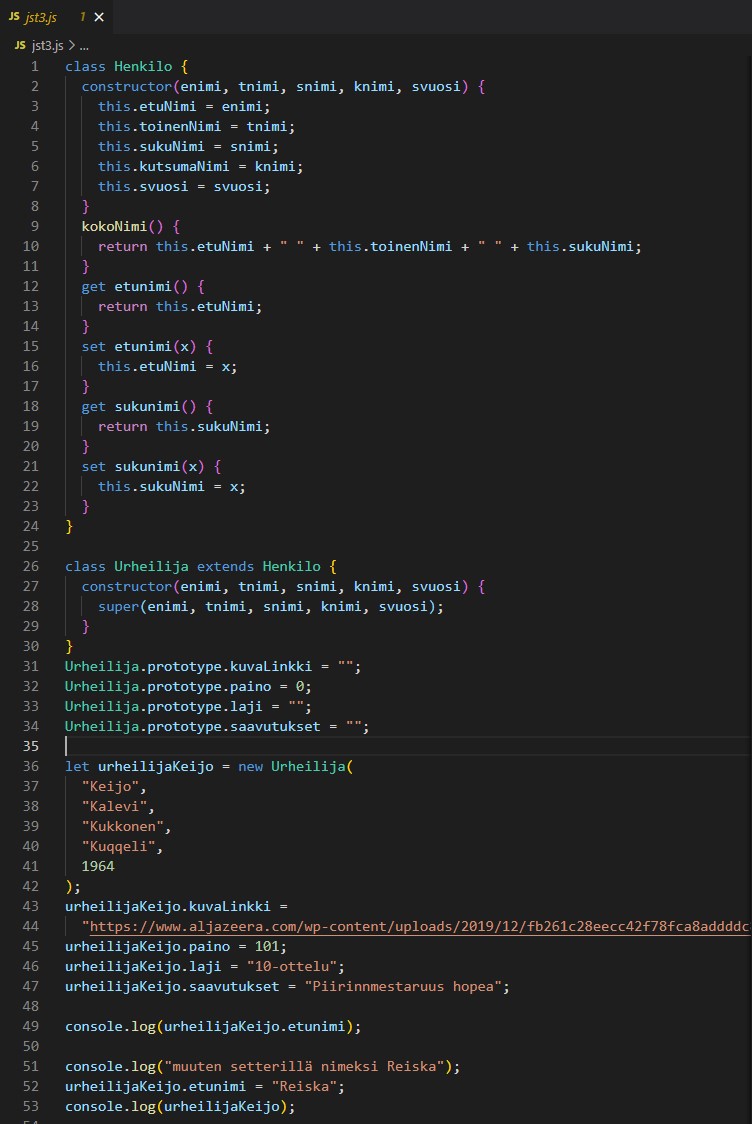 JS jst3.js 1 ×
JS jst3.js > ...
1 class Henkilo {
2 constructor(enimi, tnimi, snimi, knimi, svuosi) {
3 this.etuNimi = enimi;
4 this.toinenNimi = tnimi;
5 this.sukuNimi = snimi;
6 this.kutsumaNimi = knimi;
7 this.svuosi = svuosi;
8 }
9 kokoNimi() {
10 return this.etuNimi + " " + this.toinenNimi + " " + this.sukuNimi;
11 }
12 get etunimi() {
13 return this.etuNimi;
14 }
15 set etunimi(x) {
16 this.etuNimi = x;
17 }
18 get sukunimi() {
19 return this.sukuNimi;
20 }
21 set sukunimi(x) {
22 this.sukuNimi = x;
23 }
24 }
25
26 class Urheilija extends Henkilo {
27 constructor(enimi, tnimi, snimi, knimi, svuosi) {
28 super(enimi, tnimi, snimi, knimi, svuosi);
29 }
30 }
31 Urheilija.prototype.kuvaLinkki = "";
32 Urheilija.prototype.paino = 0;
33 Urheilija.prototype.laji = "";
34 Urheilija.prototype.saavutukset = "";
35
36 let urheilijaKeijo = new Urheilija(
37 "Keijo",
38 "Kalevi",
39 "Kukkonen",
40 "Kuqqeli",
41 1964
42 );
43 urheilijaKeijo.kuvaLinkki =
44 "https://www.aljazeera.com/wp-content/uploads/2019/12/fb261c28eecc42f78fca8addddc
45 urheilijaKeijo.paino = 101;
46 urheilijaKeijo.laji = "10-ottelu";
47 urheilijaKeijo.saavutukset = "Piirinnmestaruus hopea";
48
49 console.log(urheilijaKeijo.etunimi);
50
51 console.log("muuten setterillä nimeksi Reiska");
52 urheilijaKeijo.etunimi = "Reiska";
53 console.log(urheilijaKeijo);